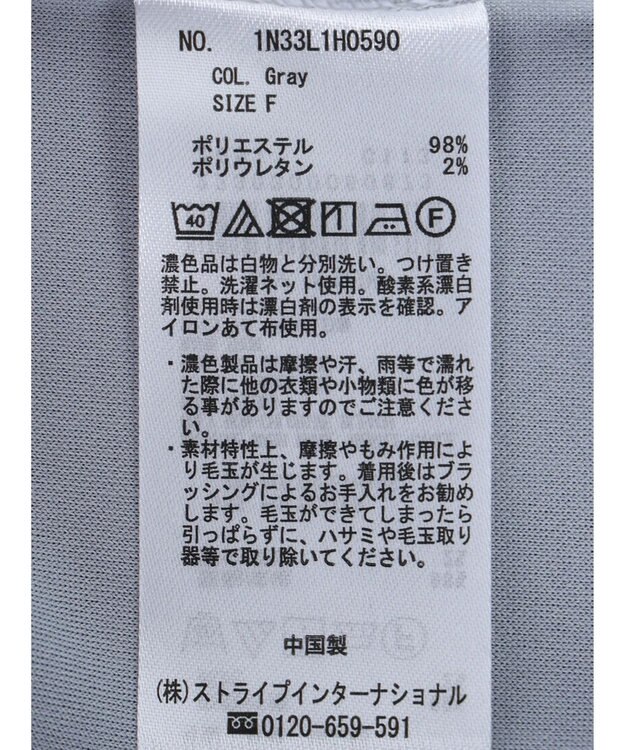 NO. 1N33L1H0590
COL. Gray
SIZE F
ポリエステル 98%
ポリウレタン 2%
40 F
濃色品は白物と分別洗い。つけ置き
禁止。洗濯ネット使用。酸素系漂白
剤使用時は漂白剤の表示を確認。ア
イロンあて布使用。
・濃色製品は摩擦や汗、雨等で濡れ
た際に他の衣類や小物類に色が移
る事がありますのでご注意くださ
い。
・素材特性上、摩擦やもみ作用によ
り毛玉が生じます。着用後はブラ
ッシングによるお手入れをお勧め
します。毛玉ができてしまったら
引っぱらずに、ハサミや毛玉取り
器等で取り除いてください。
中国製
(株)ストライプインターナショナル
0120-659-591